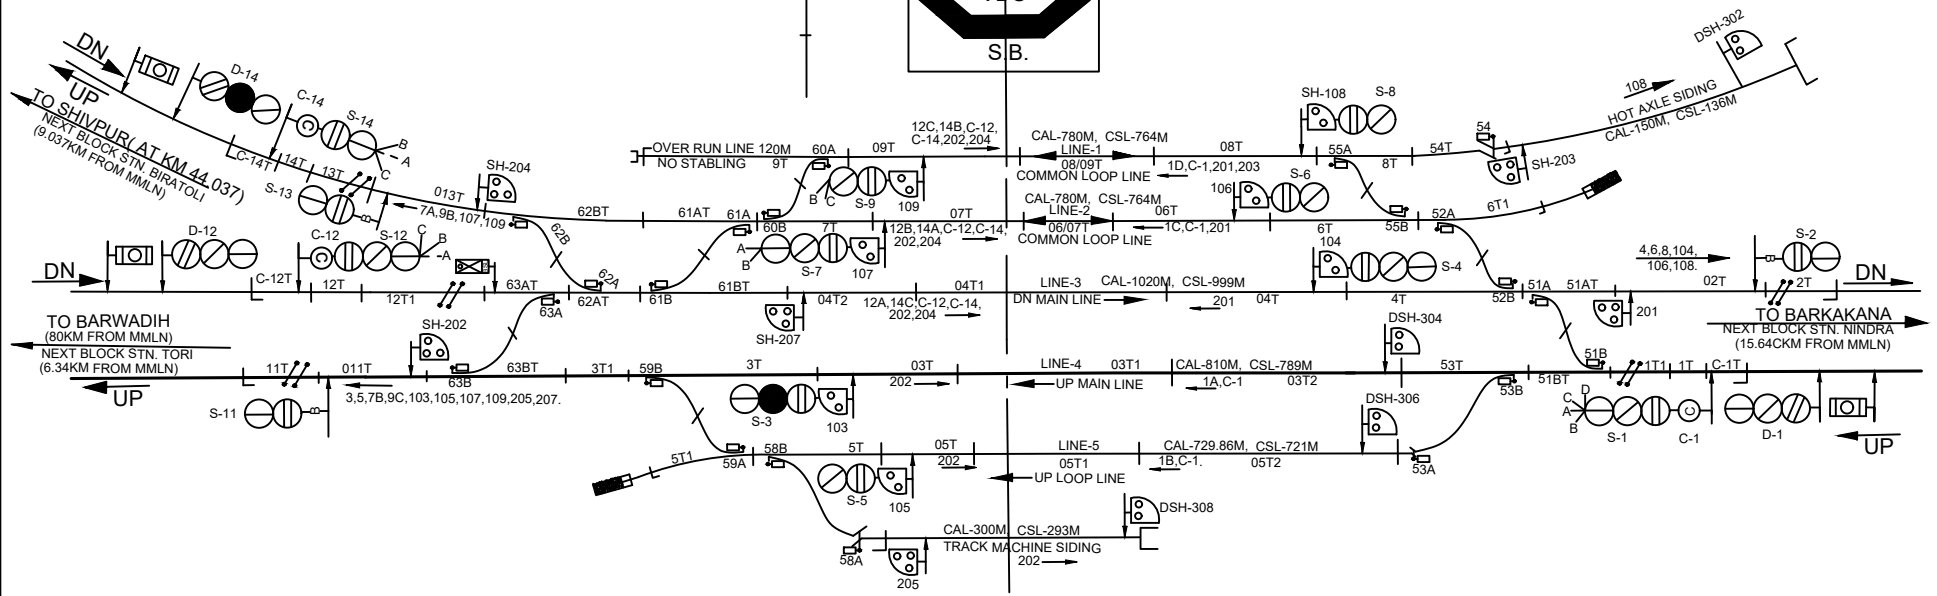 S.B.
DN
UP
TO SHIVPUR( AT KM 44.037)
NEXT BLOCK STN. BIRATOLI
(9.037KM FROM MMLN)
D-14
C-14
S-14
C
B
A
C
C-14T
14T
13T
S-13
B
013T
7A,9B,107,109
SH-204
62BT
61AT
61A
60B
62B
62A
OVER RUN LINE 120M
NO STABLING
9T
60A
09T
12C,14B,C-12,
C-14,202,204
CAL-780M, CSL-764M
LINE-1
08/09T
COMMON LOOP LINE
08T
1D,C-1,201,203
SH-108
S-8
55A
8T
54T
54
SH-203
108
HOT AXLE SIDING
CAL-150M, CSL-136M
DSH-302
B
C
S-9
109
CAL-780M, CSL-764M
LINE-2
06/07T
COMMON LOOP LINE
07T
12B,14A,C-12,C-14,
202,204
06T
1C,C-1,201
106
S-6
6T
55B
52A
6T1
A
B
7T
S-7
107
DN
D-12
C-12T
C-12
S-12
C
C
B
A
12T
12T1
63AT
63A
62AT
61B
61BT
04T2
12A,14C,C-12,C-14,
202,204
04T1
LINE-3
DN MAIN LINE
CAL-1020M, CSL-999M
201
04T
104
S-4
4T
52B
51A
51AT
201
4,6,8,104,
106,108.
02T
B
S-2
2T
DN
SH-207
TO BARWADIH
(80KM FROM MMLN)
NEXT BLOCK STN. TORI
(6.34KM FROM MMLN)
UP
TO BARKAKANA
NEXT BLOCK STN. NINDRA
(15.64CKM FROM MMLN)
SH-202
11T
011T
63B
63BT
3T1
59B
3T
03T
202
LINE-4
UP MAIN LINE
03T1
CAL-810M, CSL-789M
1A,C-1
03T2
DSH-304
53T
53B
51BT
51B
1T1
1T
C-1T
S-11
B
3,5,7B,9C,103,105,107,109,205,207.
S-3
103
C
D
A
B
S-1
C
C-1
D-1
UP
DSH-306
5T1
59A
58B
5T
05T
202
LINE-5
05T1
UP LOOP LINE
CAL-729.86M, CSL-721M
1B,C-1.
05T2
53A
S-5
105
DSH-308
58A
205
CAL-300M, CSL-293M
TRACK MACHINE SIDING
202